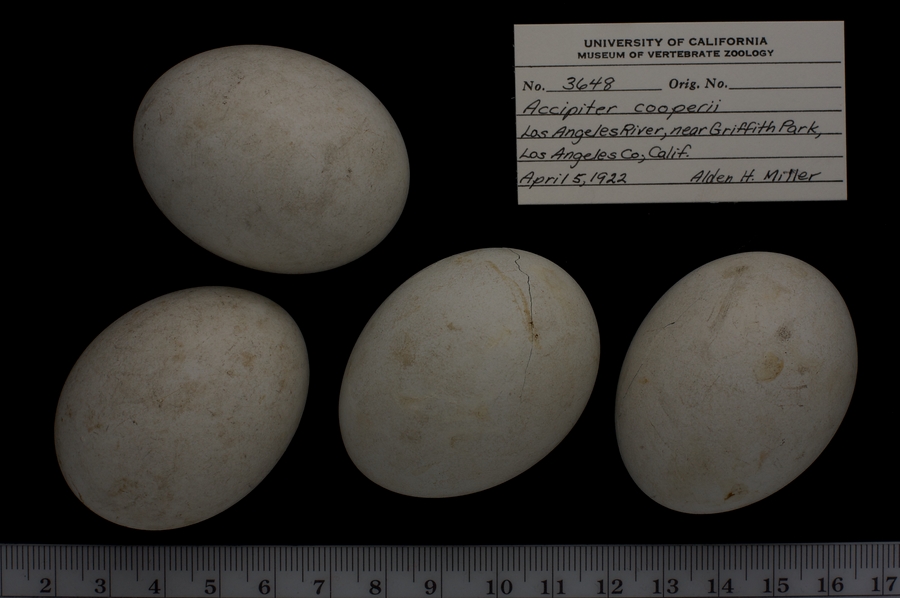 UNIVERSITY OF CALIFORNIA
MUSEUM OF VERTEBRATE ZOOLOGY
No. 3648 Orig. No.
Accipiter cooperii
Los Angeles River, near Griffith Park,
Los Angeles Co, Calif.
April 5, 1922 Alden H. Miller
2 3 4 5 6 7 8 9 10 11 12 13 14 15 16 17